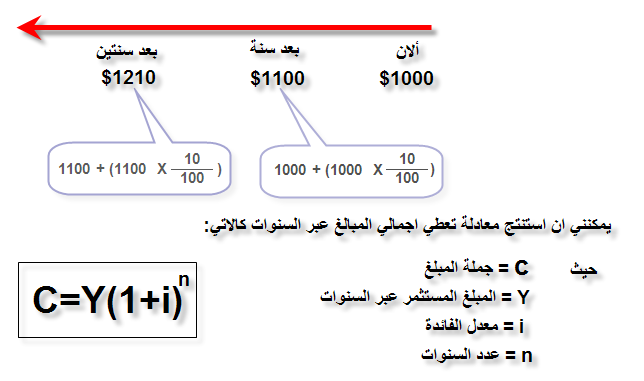 ألان
بعد سنة
بعد سنتين
$1000
$1100
$1210
1000 + (1000 X 10/100)
1100 + (1100 X 10/100)
يمكنني ان استنتج معادلة تعطي اجمالي المبالغ عبر السنوات كالاتي:
حيث
C = جملة المبلغ
Y = المبلغ المستثمر عبر السنوات
i = معدل الفائدة
n = عدد السنوات
C=Y(1+i)^n